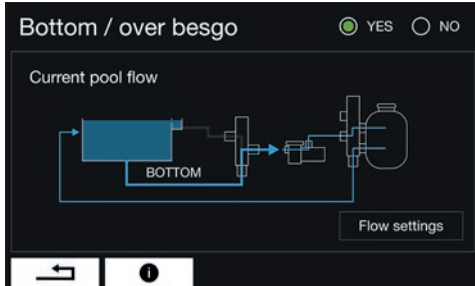 Bottom / over besgo
YES
NO
Current pool flow
BOTTOM
Flow settings